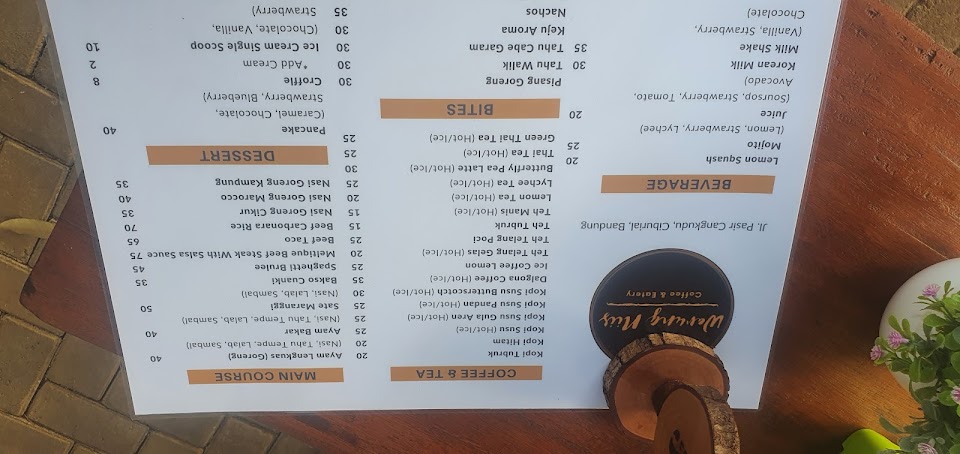 Warung Nus
Coffee & Eatery
Jl. Pasir Cangkudu, Ciburial, Bandung
BEVERAGE
Lemon Squash 20
Mojito 25
(Lemon, Strawberry, Lychee)
Juice 20
(Soursop, Strawberry, Tomato,
Avocado)
Korean Milk 30
Milk Shake 35
(Vanilla, Strawberry,
Chocolate)
COFFEE & TEA
Kopi Tubruk 20
Kopi Hitam 20
Kopi Susu (Hot/Ice) 25
Kopi Susu Gula Aren (Hot/Ice) 25
Kopi Susu Pandan (Hot/Ice) 25
Kopi Susu Butterscotch (Hot/Ice) 30
Dalgona Coffee (Hot/Ice) 35
Ice Coffee Lemon 25
Teh Telang Gelas (Hot/Ice) 20
Teh Telang Poci 25
Teh Tubruk 15
Teh Manis (Hot/Ice) 15
Lemon Tea (Hot/Ice) 20
Lychee Tea (Hot/Ice) 25
Butterfly Pea Latte (Hot/Ice) 30
Thai Tea (Hot/Ice) 25
Green Thai Tea (Hot/Ice) 25
BITES
Pisang Goreng 30
Tahu Walik
Tahu Cabe Garam 30
Keju Aroma 30
Nachos 35
MAIN COURSE
Ayam Lengkuas (Goreng) 40
(Nasi, Tahu Tempe, Lalab, Sambal)
Ayam Bakar 40
(Nasi, Tahu Tempe, Lalab, Sambal)
Sate Maranggi 50
(Nasi, Lalab, Sambal)
Bakso Cuanki 35
Spaghetti Brulee 45
Meltique Beef Steak With Salsa Sauce 75
Beef Taco 65
Beef Carbonara Rice 70
Nasi Goreng Cikur 35
Nasi Goreng Marocco 40
Nasi Goreng Kampung 35
DESSERT
Pancake 40
(Caramel, Chocolate,
Strawberry, Blueberry)
Croffle 8
*Add Cream 2
Ice Cream Single Scoop 10
(Chocolate, Vanilla,
Strawberry)